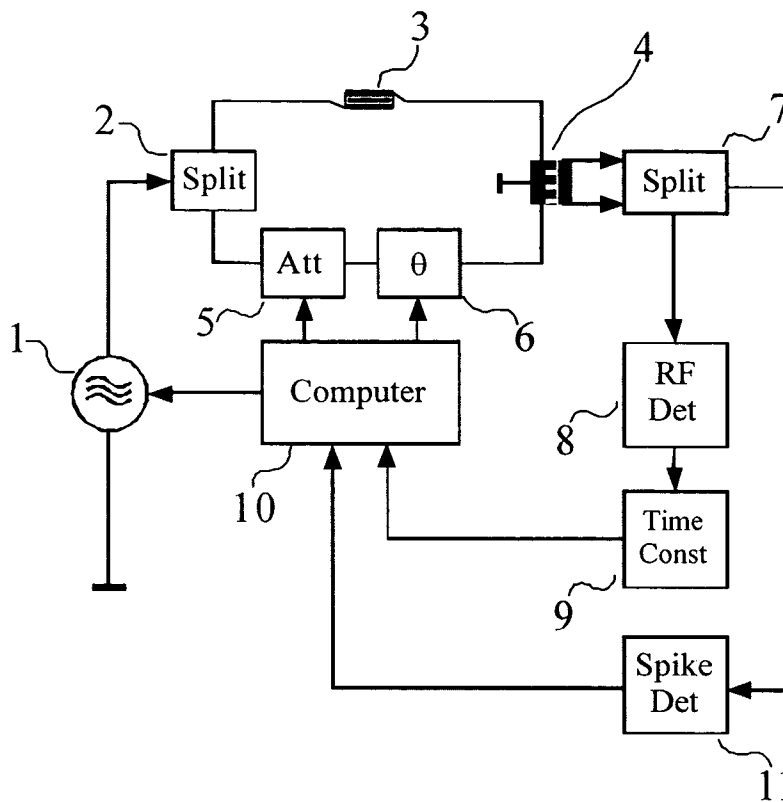 3
4
7
2
Split
Split
Att
θ
5
6
1
Computer
RF
Det
8
10
Time
Const
9
Spike
Det
11